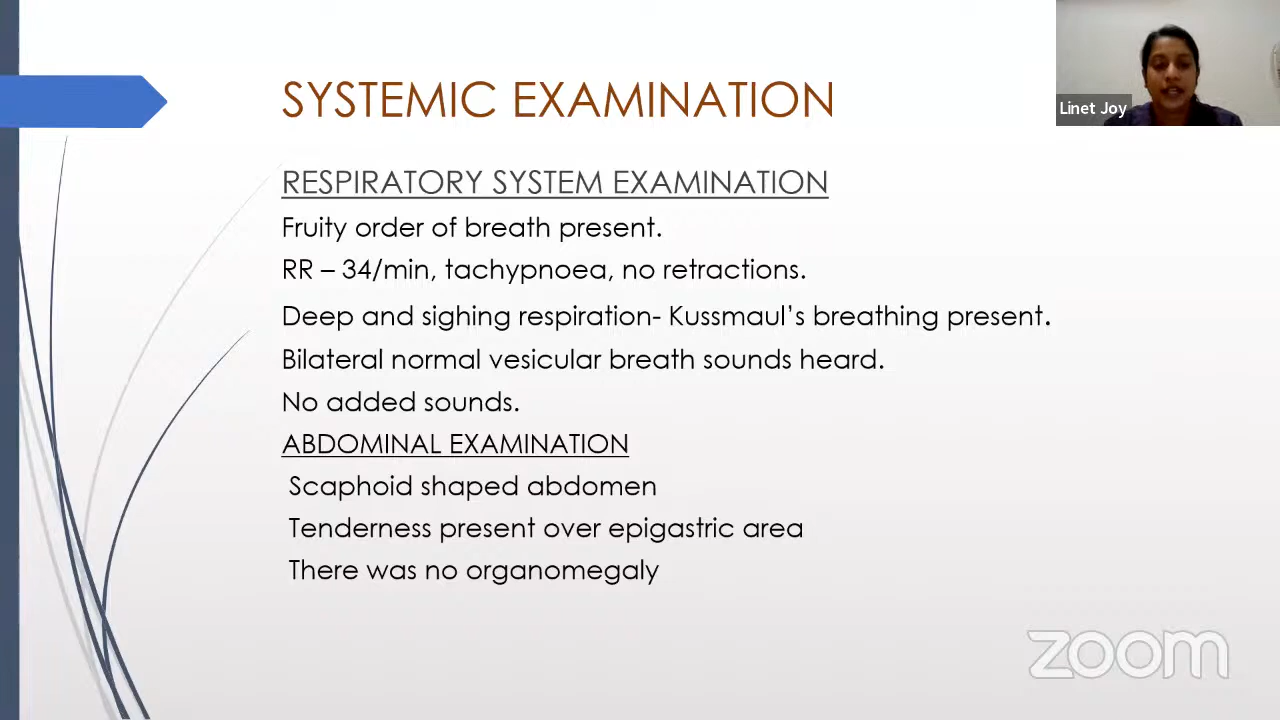 SYSTEMIC EXAMINATION
Linet Joy
RESPIRATORY SYSTEM EXAMINATION
Fruity order of breath present.
RR – 34/min, tachypnoea, no retractions.
Deep and sighing respiration- Kussmaul’s breathing present.
Bilateral normal vesicular breath sounds heard.
No added sounds.
ABDOMINAL EXAMINATION
Scaphoid shaped abdomen
Tenderness present over epigastric area
There was no organomegaly
zoom